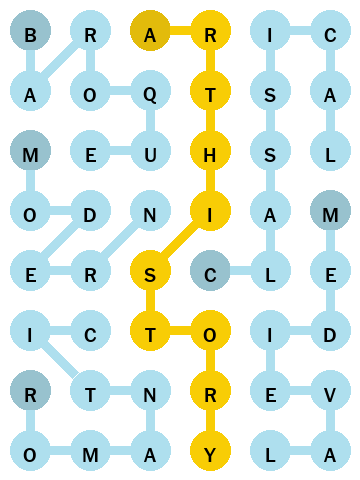 B R A R I C
A O Q T S A
M E U H S L
O D N I A M
E R S C L E
I C T O I D
R T N R E V
O M A Y L A